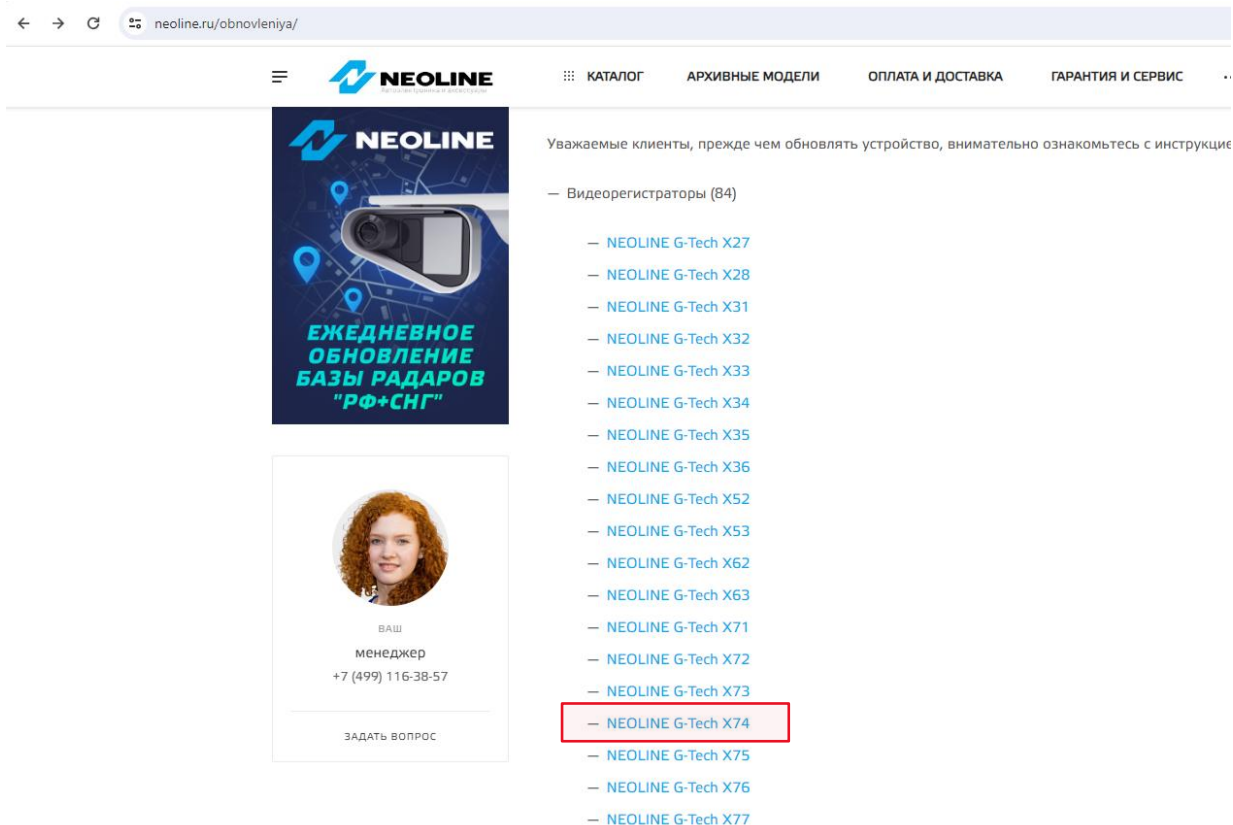 neoline.ru/obnovleniya/
NEOLINE
Автоэлектроника и аксессуары
КАТАЛОГ
АРХИВНЫЕ МОДЕЛИ
ОПЛАТА И ДОСТАВКА
ГАРАНТИЯ И СЕРВИС
NEOLINE
ЕЖЕДНЕВНОЕ
ОБНОВЛЕНИЕ
БАЗЫ РАДАРОВ
"РФ+СНГ"
ВАШ
менеджер
+7 (499) 116-38-57
ЗАДАТЬ ВОПРОС
Уважаемые клиенты, прежде чем обновлять устройство, внимательно ознакомьтесь с инструкцие
— Видеорегистраторы (84)
— NEOLINE G-Tech X27
— NEOLINE G-Tech X28
— NEOLINE G-Tech X31
— NEOLINE G-Tech X32
— NEOLINE G-Tech X33
— NEOLINE G-Tech X34
— NEOLINE G-Tech X35
— NEOLINE G-Tech X36
— NEOLINE G-Tech X52
— NEOLINE G-Tech X53
— NEOLINE G-Tech X62
— NEOLINE G-Tech X63
— NEOLINE G-Tech X71
— NEOLINE G-Tech X72
— NEOLINE G-Tech X73
— NEOLINE G-Tech X74
— NEOLINE G-Tech X75
— NEOLINE G-Tech X76
— NEOLINE G-Tech X77